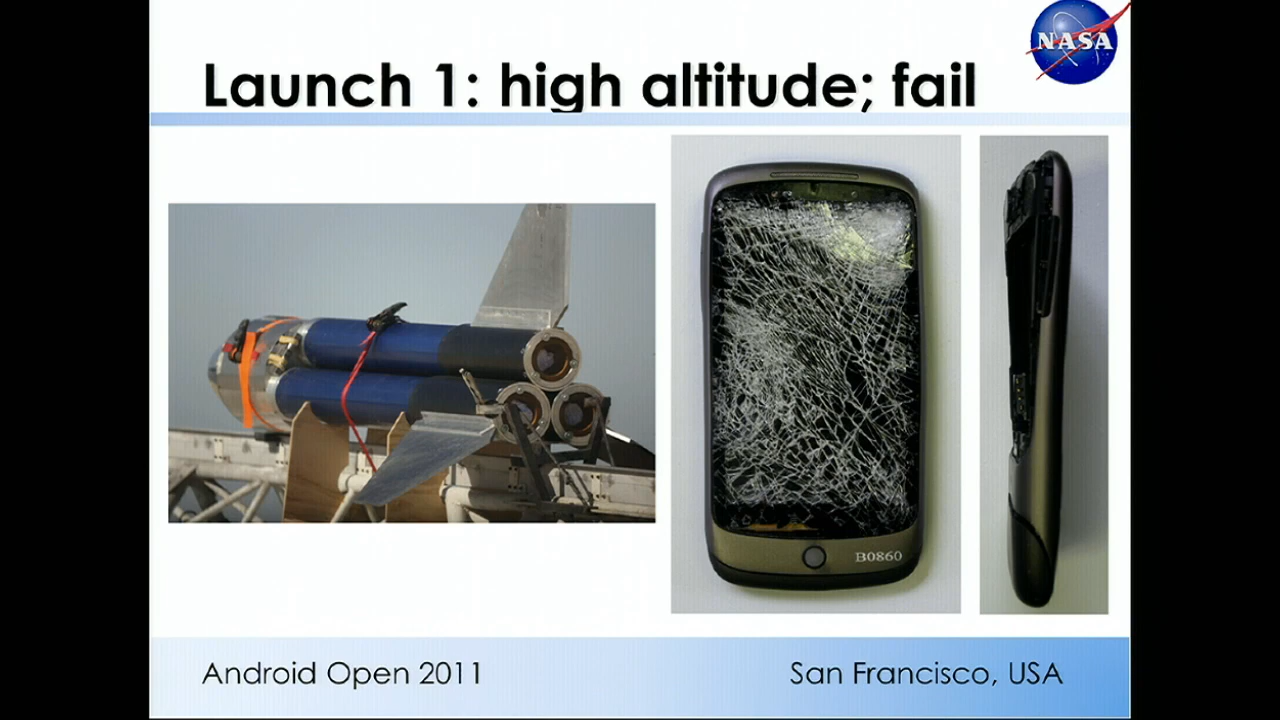 NASA
Launch 1: high altitude; fail
B0860
Android Open 2011
San Francisco, USA